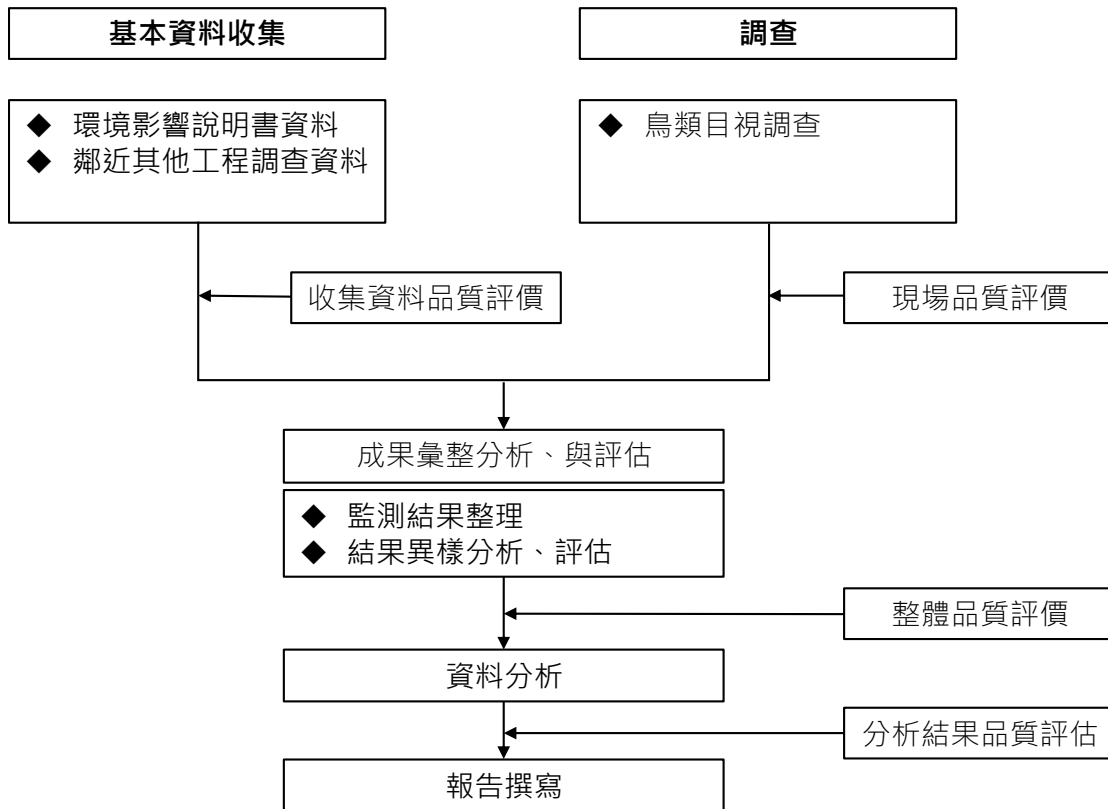 基本資料收集
調查
◆ 環境影響說明書資料
◆ 鄰近其他工程調查資料
◆ 鳥類目視調查
收集資料品質評價
現場品質評價
成果彙整分析、與評估
◆ 監測結果整理
◆ 結果異樣分析、評估
整體品質評價
資料分析
分析結果品質評估
報告撰寫